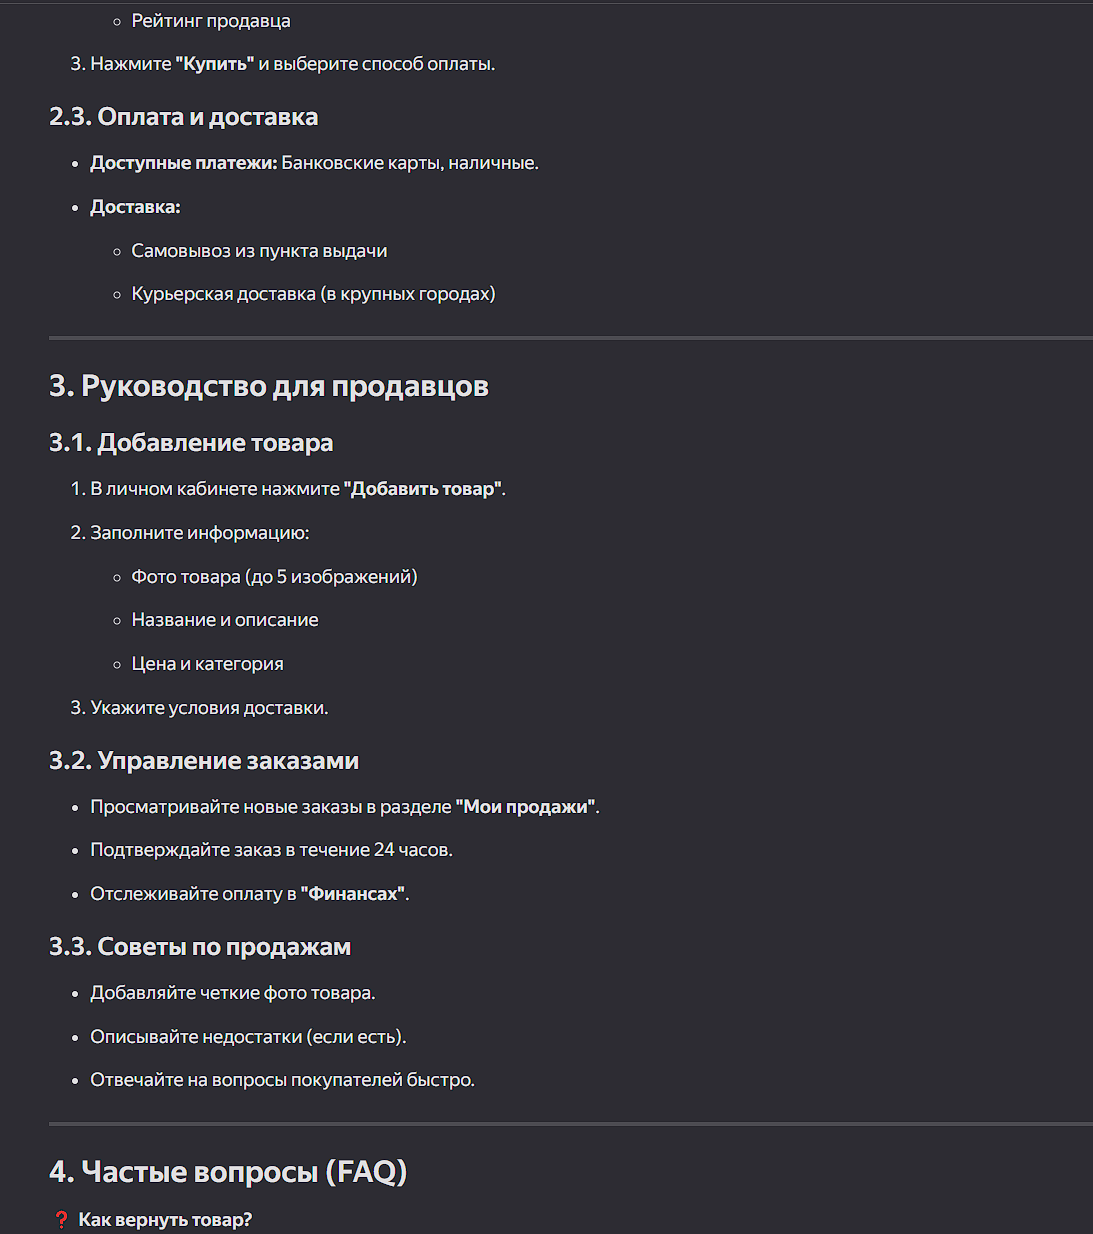 Рейтинг продавца
3. Нажмите "Купить" и выберите способ оплаты.
2.3. Оплата и доставка
Доступные платежи: Банковские карты, наличные.
Доставка:
Самовывоз из пункта выдачи
Курьерская доставка (в крупных городах)
3. Руководство для продавцов
3.1. Добавление товара
1. В личном кабинете нажмите "Добавить товар".
2. Заполните информацию:
Фото товара (до 5 изображений)
Название и описание
Цена и категория
3. Укажите условия доставки.
3.2. Управление заказами
Просматривайте новые заказы в разделе "Мои продажи".
Подтверждайте заказ в течение 24 часов.
Отслеживайте оплату в "Финансах".
3.3. Советы по продажам
Добавляйте четкие фото товара.
Описывайте недостатки (если есть).
Отвечайте на вопросы покупателей быстро.
4. Частые вопросы (FAQ)
❓ Как вернуть товар?